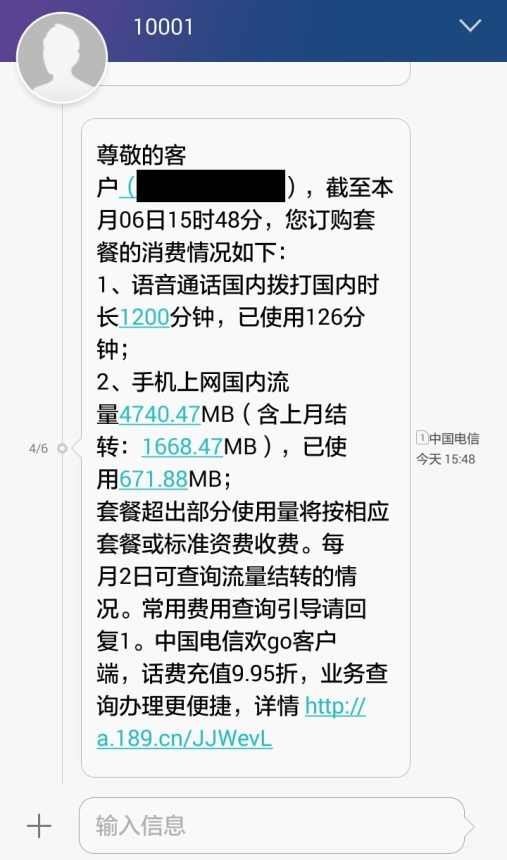 10001
尊敬的客
户（），截至本
月06日15时48分，您订购套
餐的消费情况如下：
1、语音通话国内拨打国内时
长1200分钟，已使用126分
钟；
2、手机上网国内流
量4740.47MB（含上月结
转：1668.47MB），已使
用671.88MB；
套餐超出部分使用量将按相应
套餐或标准资费收费。每
月2日可查询流量结转的情
况。常用费用查询引导请回
复1。中国电信欢go客户
端，话费充值9.95折，业务查
询办理更便捷，详情 http://
a.189.cn/JJWevL
4/6
1中国电信
今天 15:48
输入信息